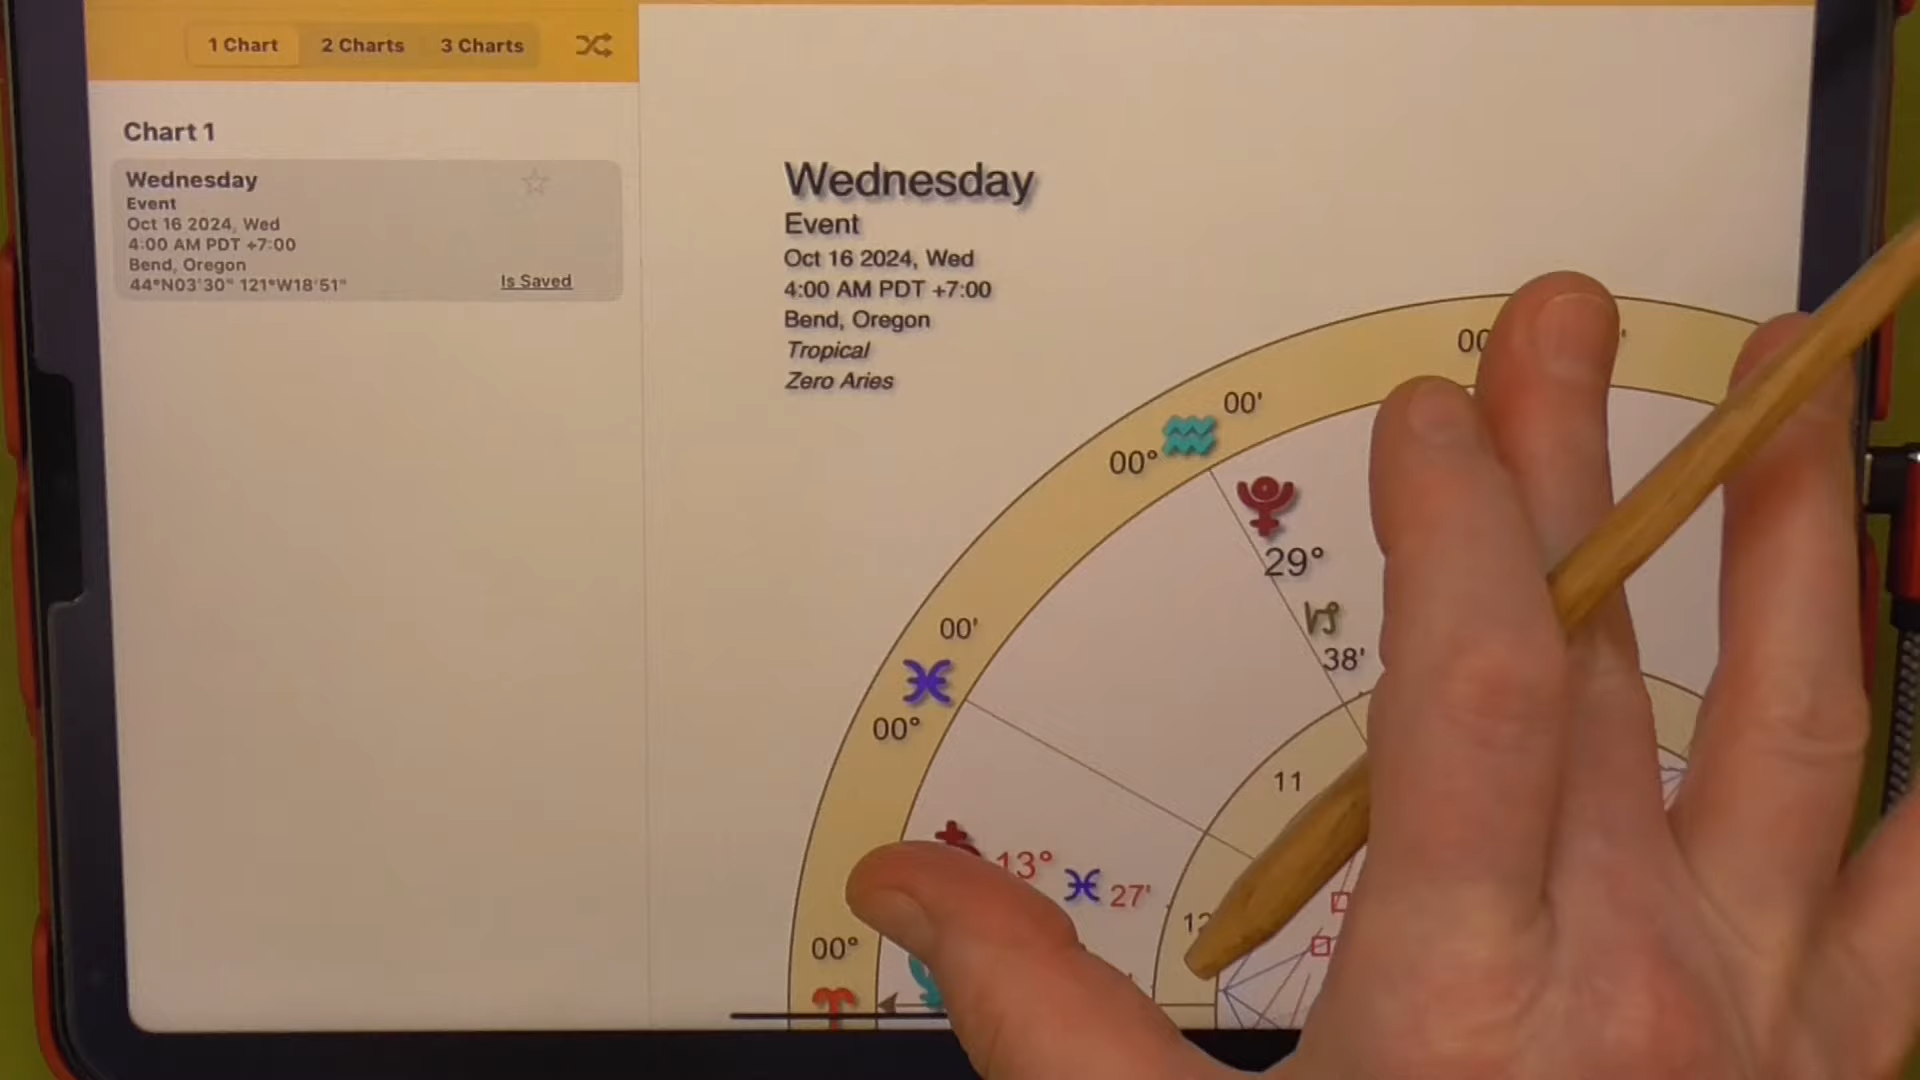 1 Chart 2 Charts 3 Charts
Chart 1
Wednesday
Event
Oct 16 2024, Wed
4:00 AM PDT +7:00
Bend, Oregon
44°N03'30" 121°W18'51"
Is Saved
Wednesday
Event
Oct 16 2024, Wed
4:00 AM PDT +7:00
Bend, Oregon
Tropical
Zero Aries
00°
00'
29°
♑
38'
00'
♓
00°
11
13° ♓ 27'
00°
♈